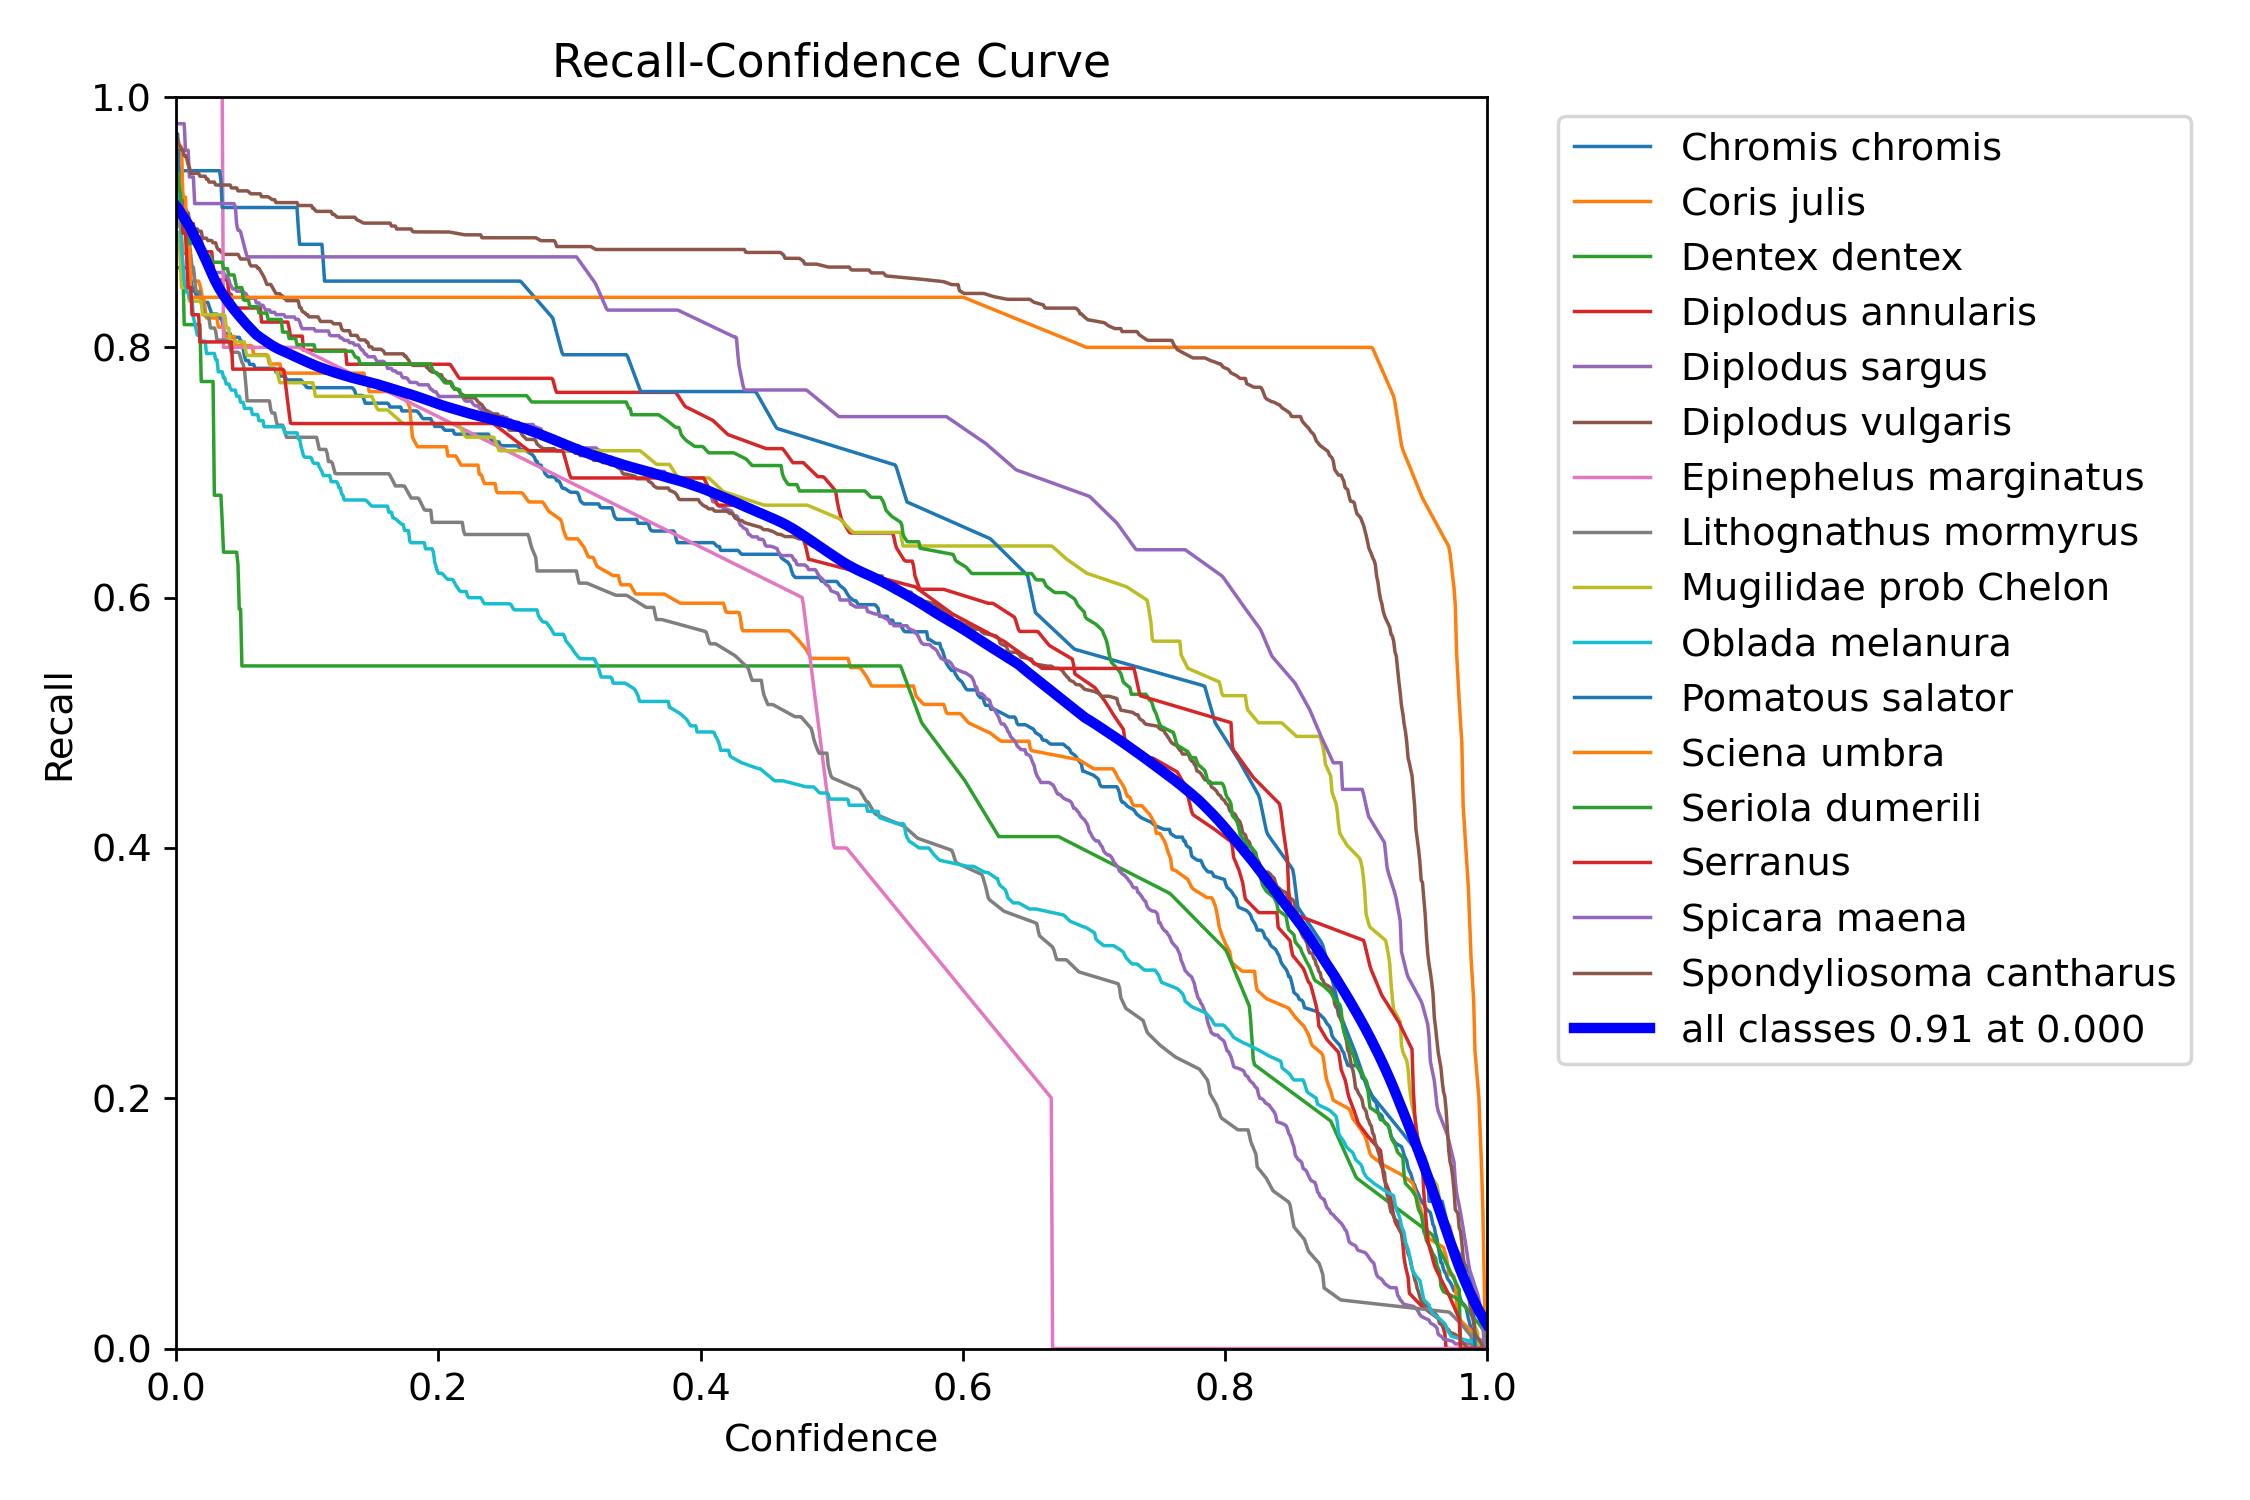 Recall-Confidence Curve
1.0
0.8
0.6
0.4
0.2
0.0
Recall
0.0 0.2 0.4 0.6 0.8 1.0
Confidence
Chromis chromis
Coris julis
Dentex dentex
Diplodus annularis
Diplodus sargus
Diplodus vulgaris
Epinephelus marginatus
Lithognathus mormyrus
Mugilidae prob Chelon
Oblada melanura
Pomatous salator
Sciena umbra
Seriola dumerili
Serranus
Spicara maena
Spondyliosoma cantharus
all classes 0.91 at 0.000